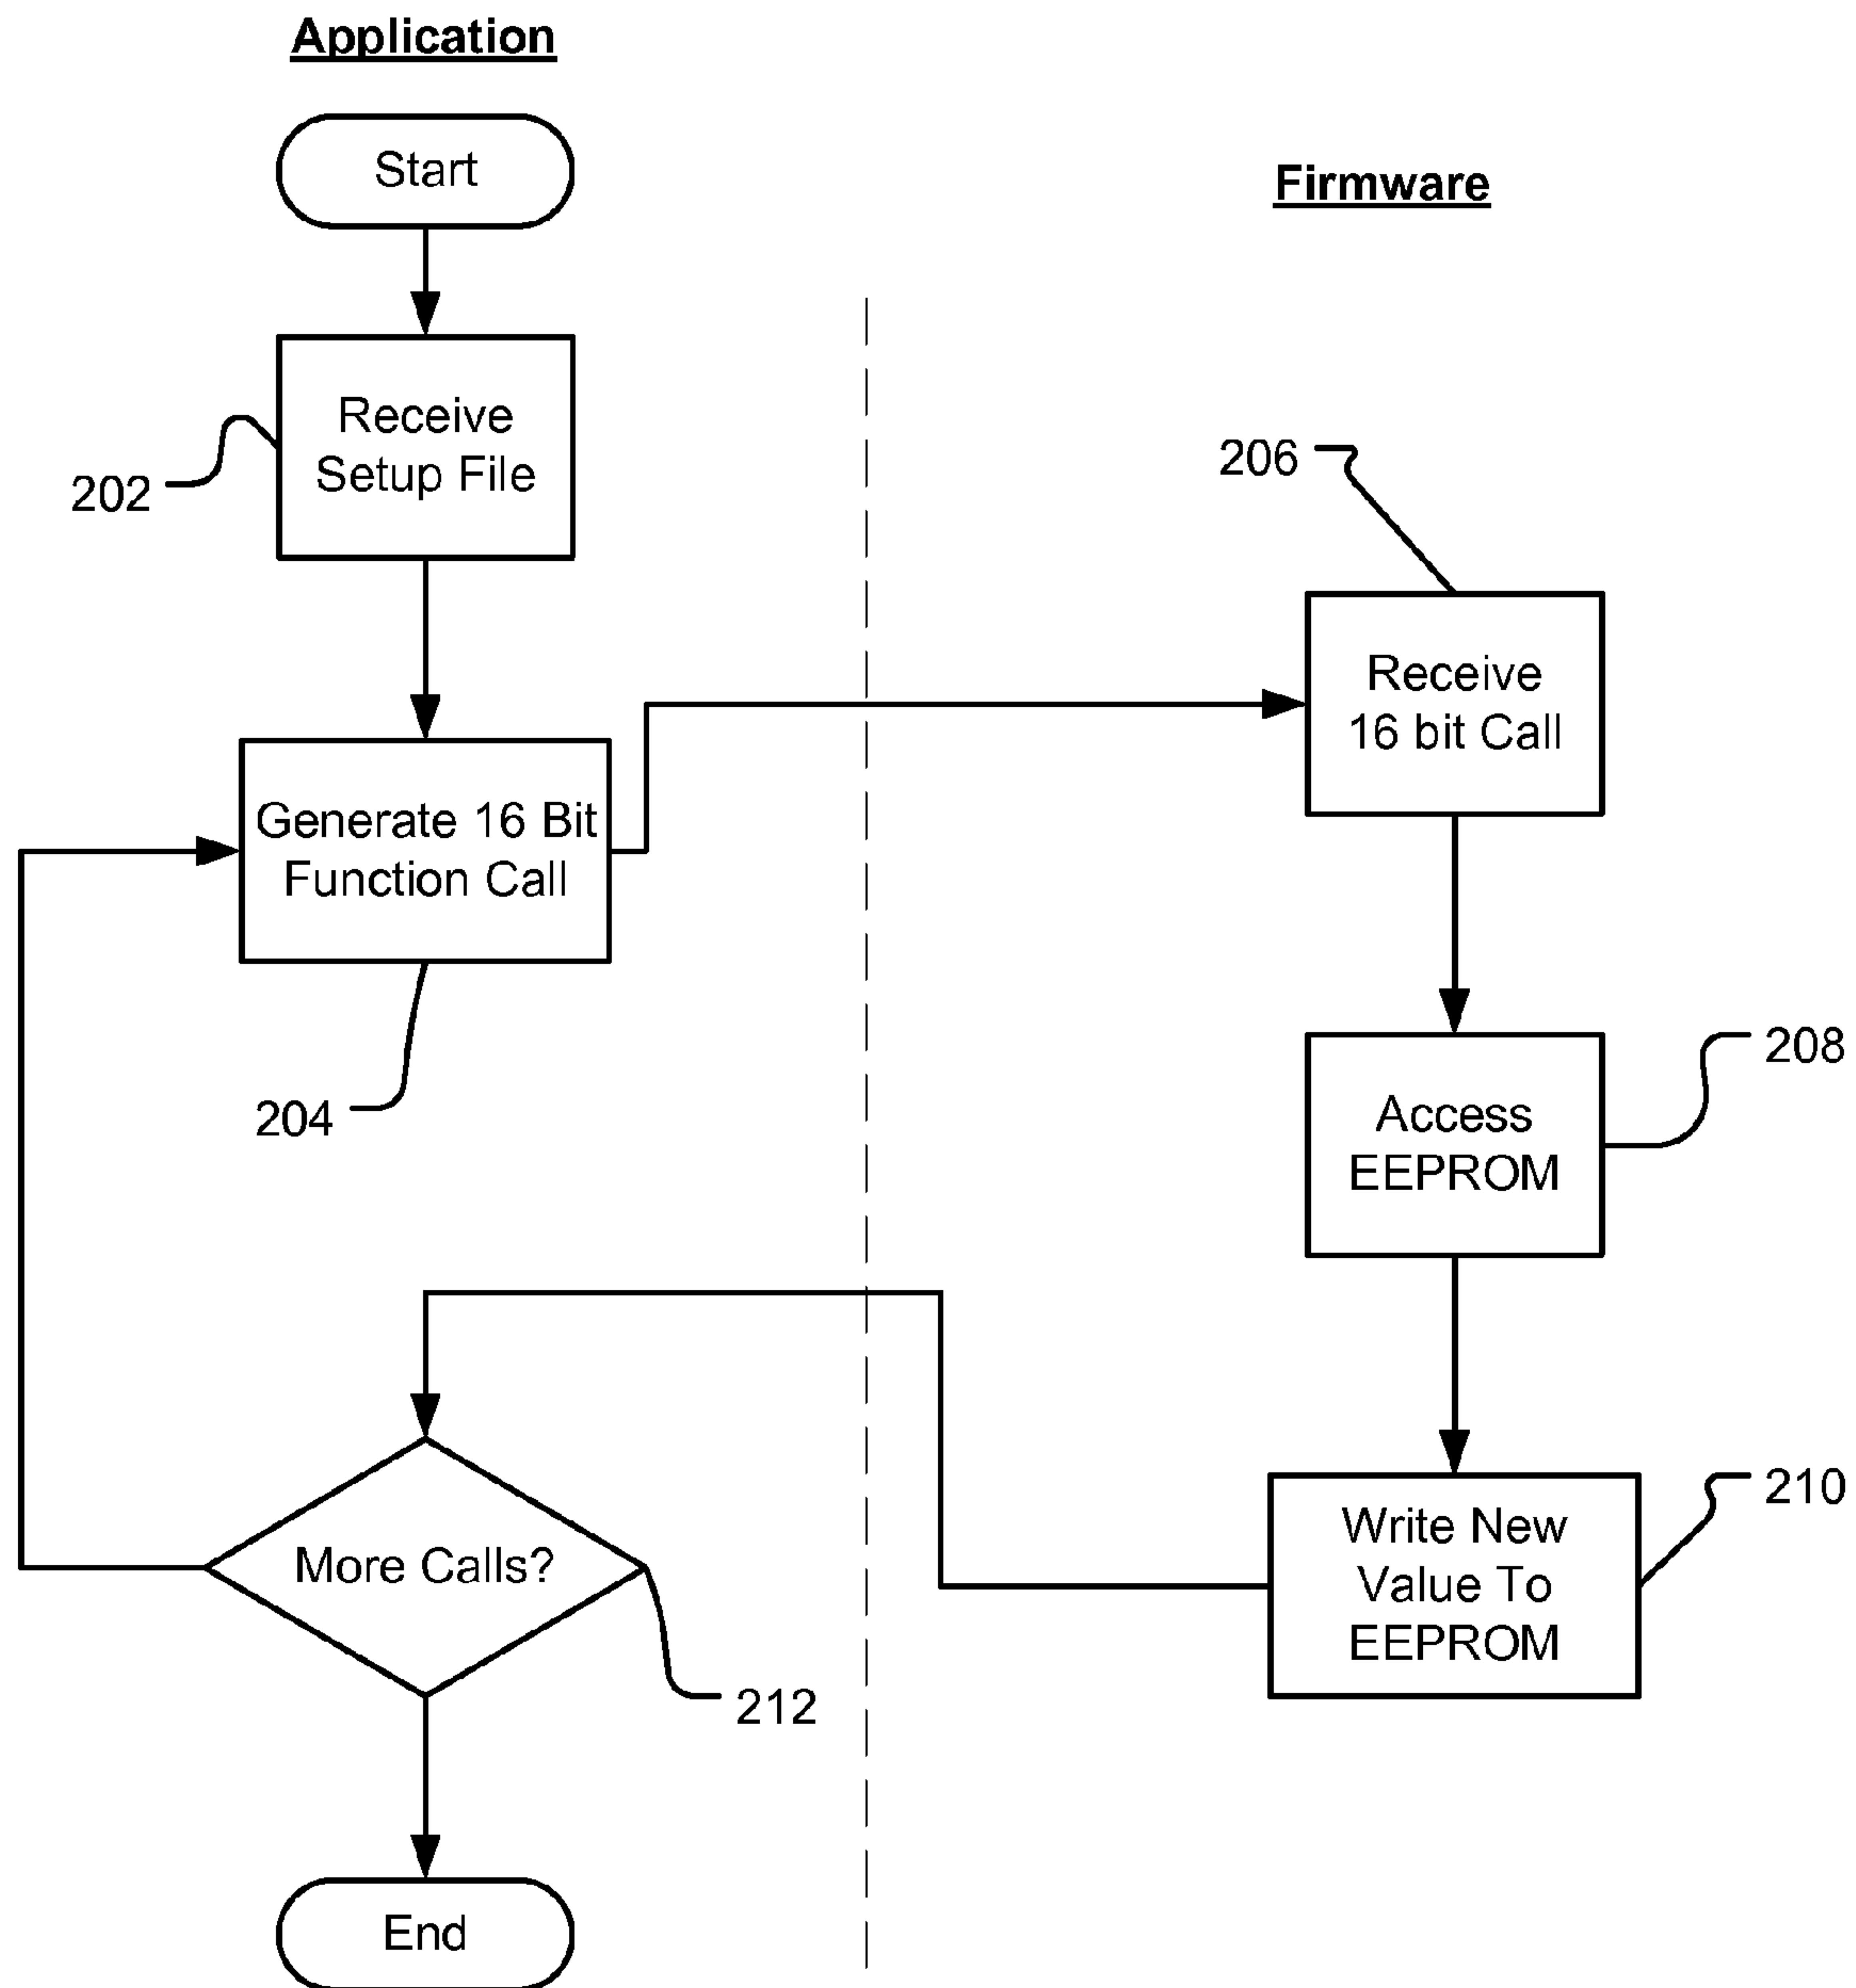 Application
Start
Firmware
Receive
Setup File
202
206
Receive
16 bit Call
Generate 16 Bit
Function Call
204
208
Access
EEPROM
210
Write New
Value To
EEPROM
More Calls?
212
End